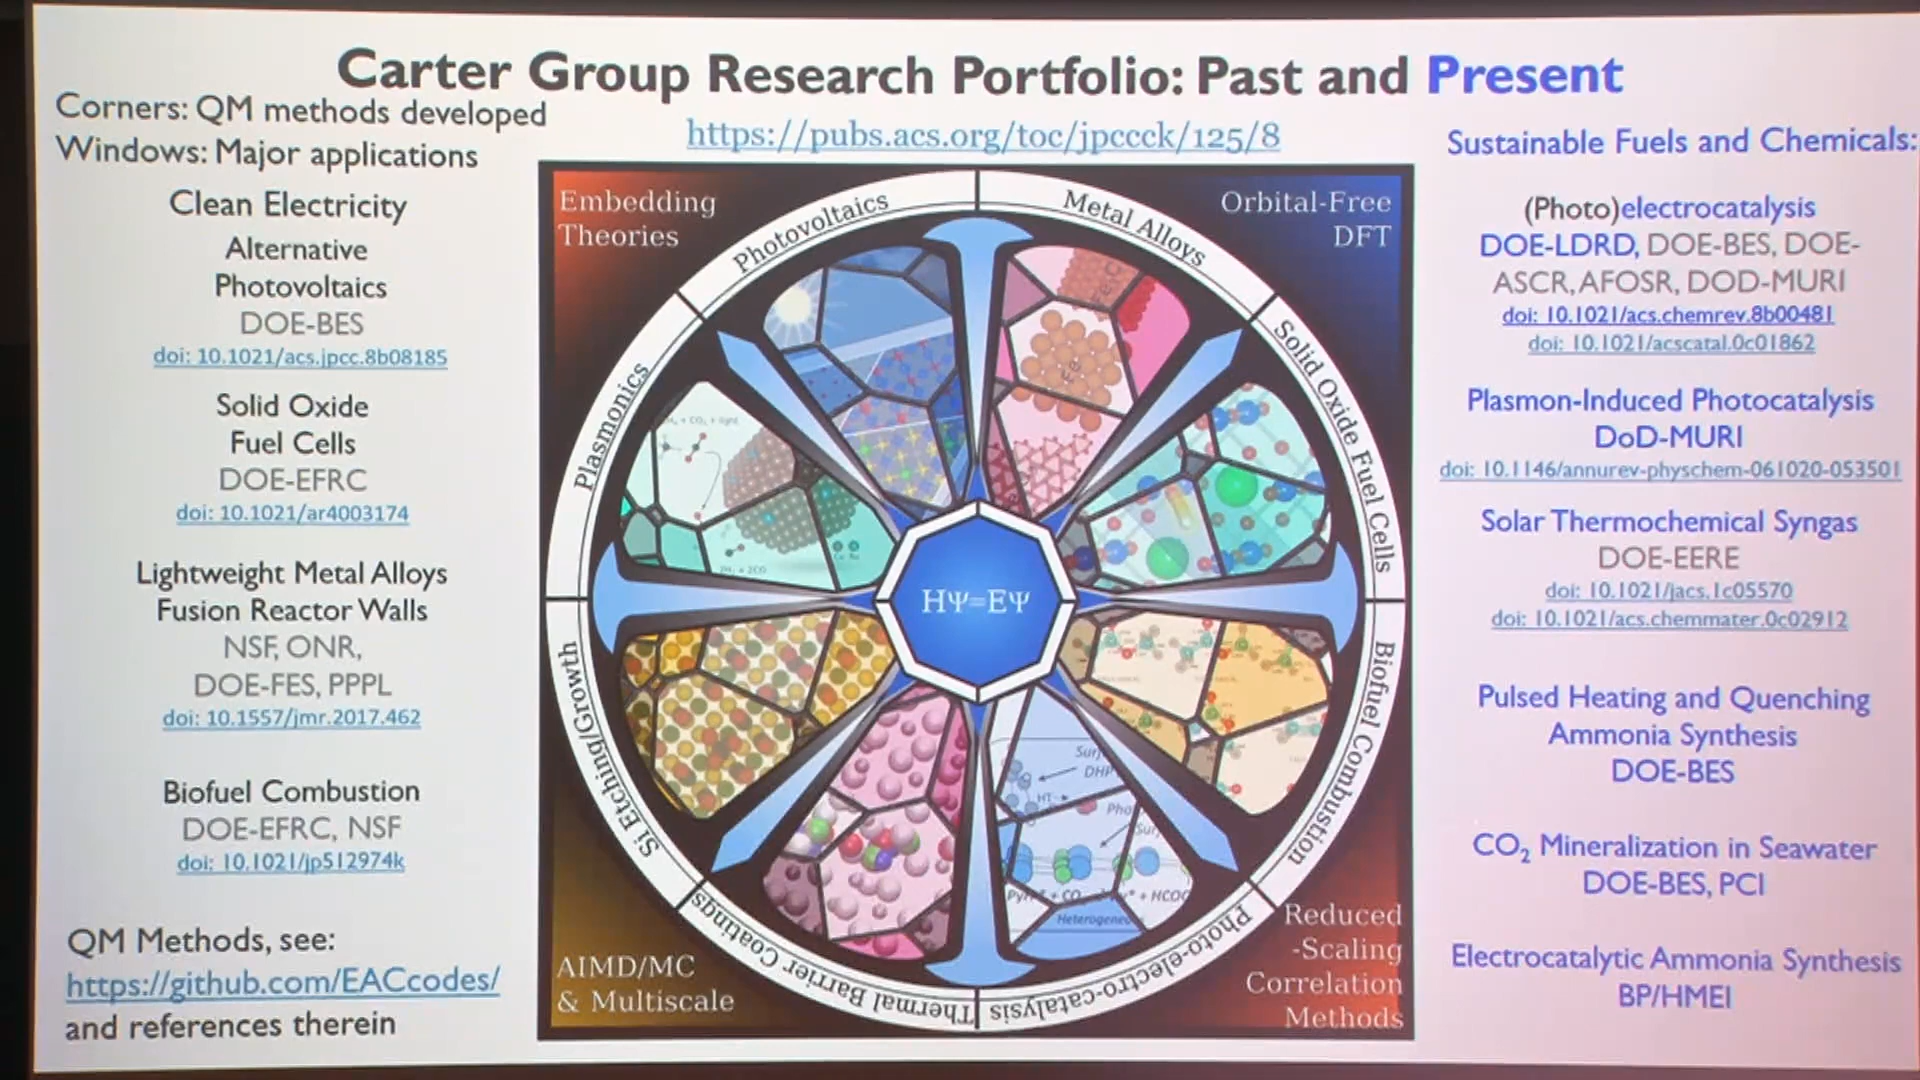 Carter Group Research Portfolio: Past and Present
Corners: QM methods developed
Windows: Major applications
https://pubs.acs.org/toc/jpccck/125/8
Clean Electricity
Alternative
Photovoltaics
DOE-BES
doi: 10.1021/acs.jpcc.8b08185
Solid Oxide
Fuel Cells
DOE-EFRC
doi: 10.1021/ar4003174
Lightweight Metal Alloys
Fusion Reactor Walls
NSF, ONR,
DOE-FES, PPPL
doi: 10.1557/jmr.2017.462
Biofuel Combustion
DOE-EFRC, NSF
doi: 10.1021/jp512974k
QM Methods, see:
https://github.com/EACcodes/
and references therein
Embedding
Theories
Orbital-Free
DFT
Photovoltaics
Metal Alloys
Solid Oxide Fuel Cells
Biofuel Combustion
Photo-electro-catalysis
Thermal Barrier Coatings
Si Etching/Growth
Plasmonics
HΨ=EΨ
Fe
Surf
DHP
HT
Pho
Surf
+ HCOO
Heterogeneo
AIMD/MC
& Multiscale
Reduced
-Scaling
Correlation
Methods
Sustainable Fuels and Chemicals:
(Photo)electrocatalysis
DOE-LDRD, DOE-BES, DOE-
ASCR, AFOSR, DOD-MURI
doi: 10.1021/acs.chemrev.8b00481
doi: 10.1021/acscatal.0c01862
Plasmon-Induced Photocatalysis
DoD-MURI
doi: 10.1146/annurev-physchem-061020-053501
Solar Thermochemical Syngas
DOE-EERE
doi: 10.1021/jacs.1c05570
doi: 10.1021/acs.chemmater.0c02912
Pulsed Heating and Quenching
Ammonia Synthesis
DOE-BES
CO₂ Mineralization in Seawater
DOE-BES, PCI
Electrocatalytic Ammonia Synthesis
BP/HMEI